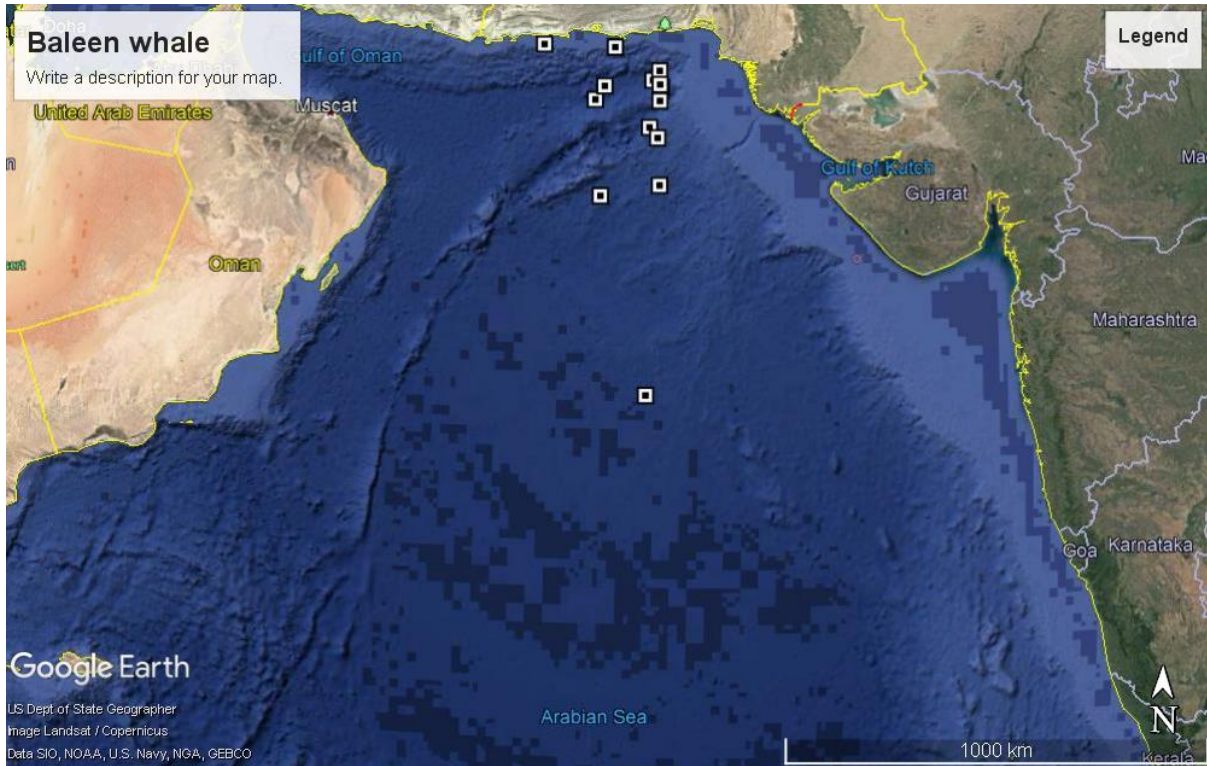 Doha
Baleen whale
Write a description for your map.
Legend
Gulf of Oman
Muscat
United Arab Emirates
Gulf of Kutch
Gujarat
Oman
Maharashtra
Goa
Karnataka
Google Earth
US Dept of State Geographer
Image Landsat / Copernicus
Data SIO, NOAA, U.S. Navy, NGA, GEBCO
Arabian Sea
N
1000 km
Kerala